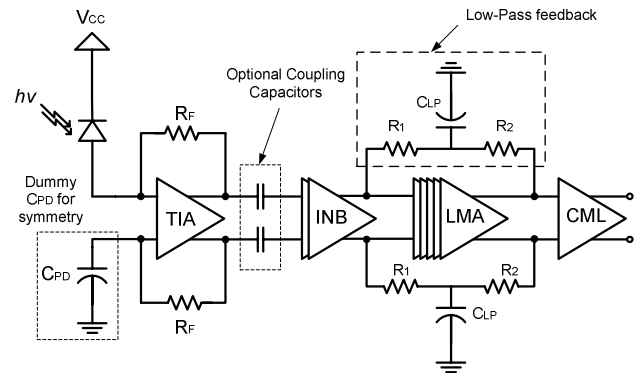 Low-Pass feedback
VCC
Optional Coupling
Capacitors
CLP
hv
RF
R1
R2
Dummy
CPD for
symmetry
TIA
INB
LMA
CML
CPD
R1
R2
RF
CLP